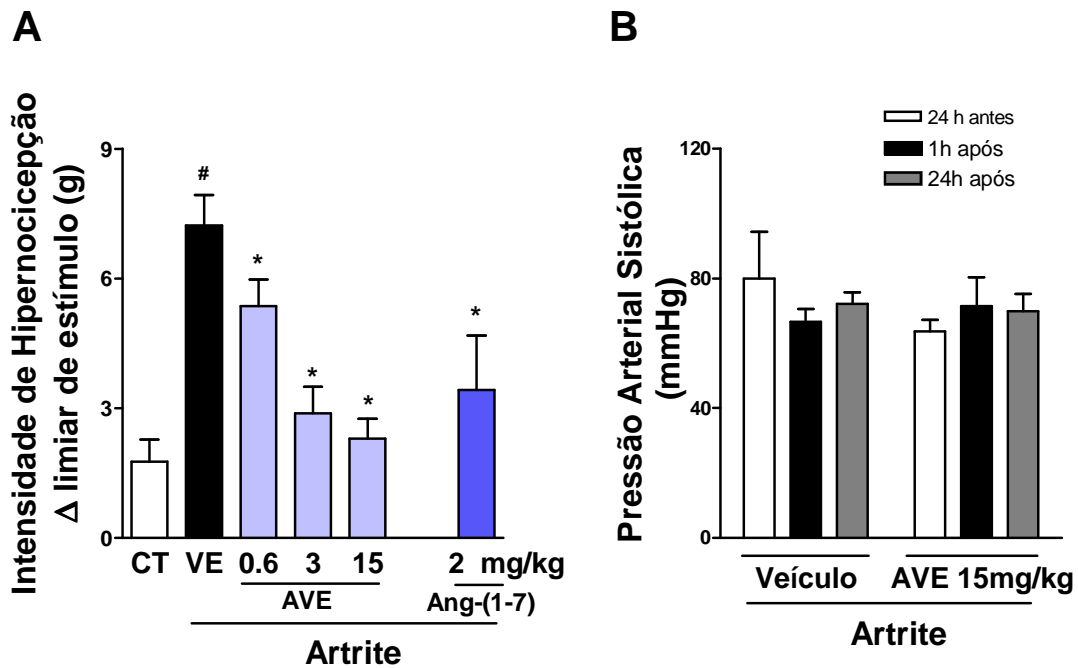 A
Intensidade de Hipernocicepção
Δ limiar de estímulo (g)
9
6
3
0
#
*
*
*
*
CT VE 0.6 3 15 2 mg/kg
AVE Ang-(1-7)
Artrite
B
Pressão Arterial Sistólica
(mmHg)
24 h antes
1h após
24h após
120
80
40
0
Veículo AVE 15mg/kg
Artrite